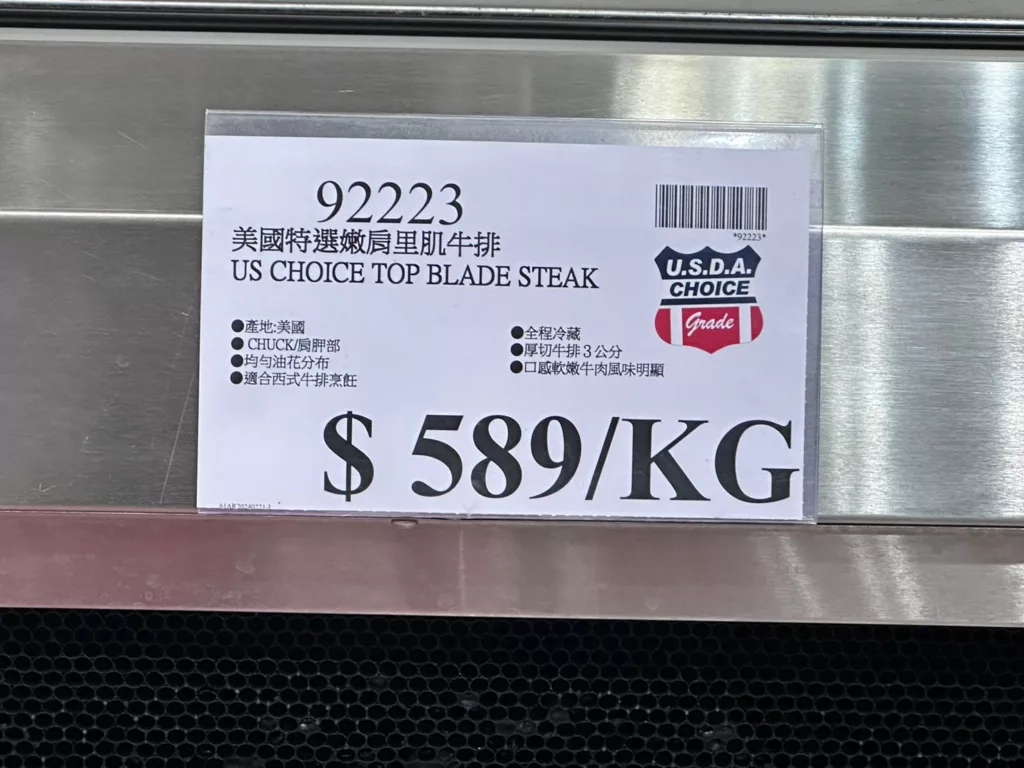 92223
美國特選嫩肩里肌牛排
US CHOICE TOP BLADE STEAK
*92223*
U.S.D.A.
CHOICE
Grade
●產地:美國
●CHUCK/肩胛部
●均勻油花分布
●適合西式牛排烹飪
●全程冷藏
●厚切牛排3公分
●口感軟嫩牛肉風味明顯
$ 589/KG